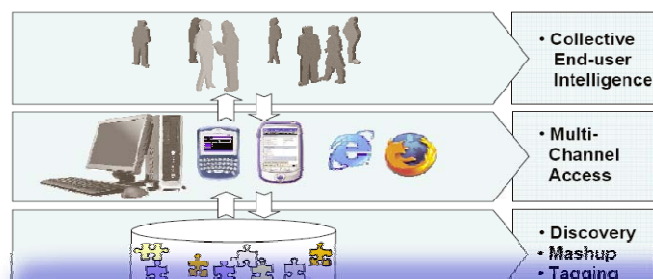 • Collective
End-user
Intelligence
• Multi-
Channel
Access
• Discovery
• Mashup
• Tagging